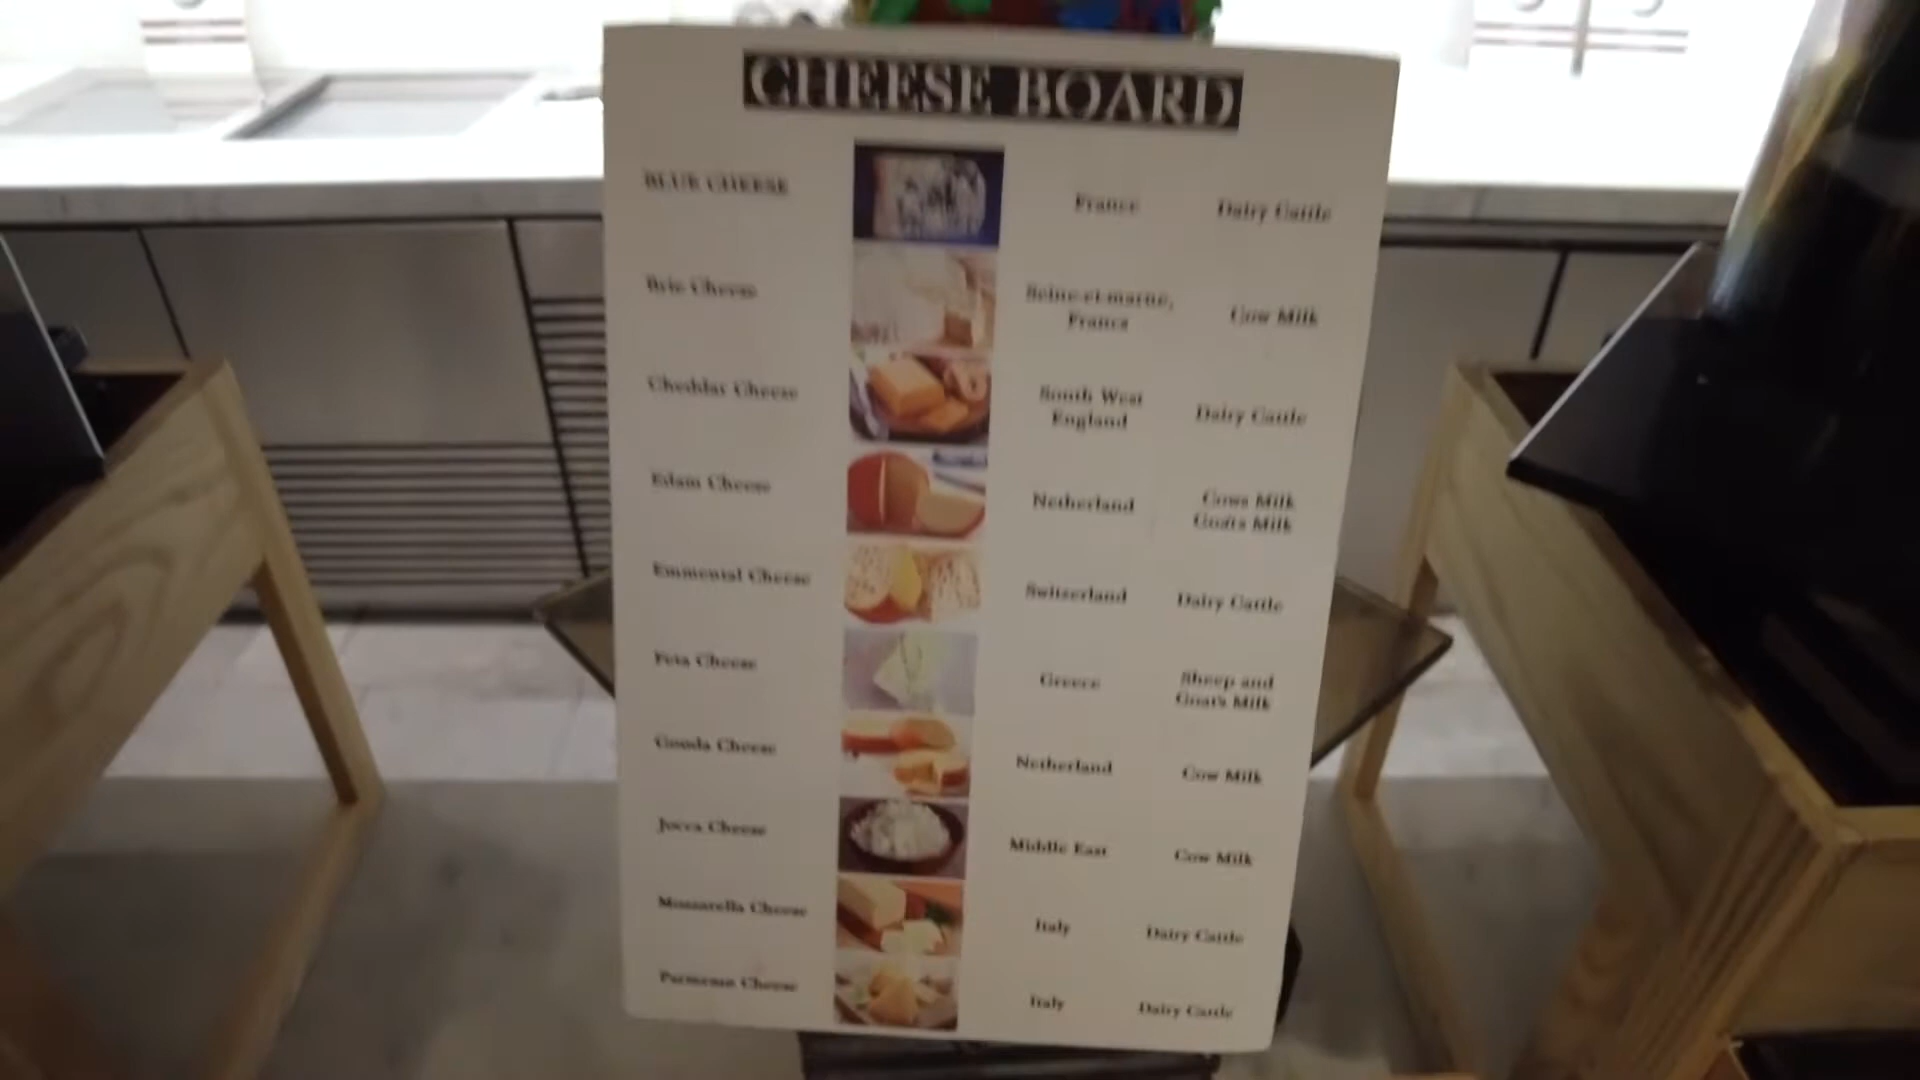 CHEESE BOARD
BLUE CHEESE France Dairy Cattle
Brie Cheese Seine-et-marne, France Cow Milk
Cheddar Cheese South West England Dairy Cattle
Edam Cheese Netherland Cows Milk Goats Milk
Emmental Cheese Switzerland Dairy Cattle
Feta Cheese Greece Sheep and Goat's Milk
Gouda Cheese Netherland Cow Milk
Jocca Cheese Middle East Cow Milk
Mozzarella Cheese Italy Dairy Cattle
Parmesan Cheese Italy Dairy Cattle